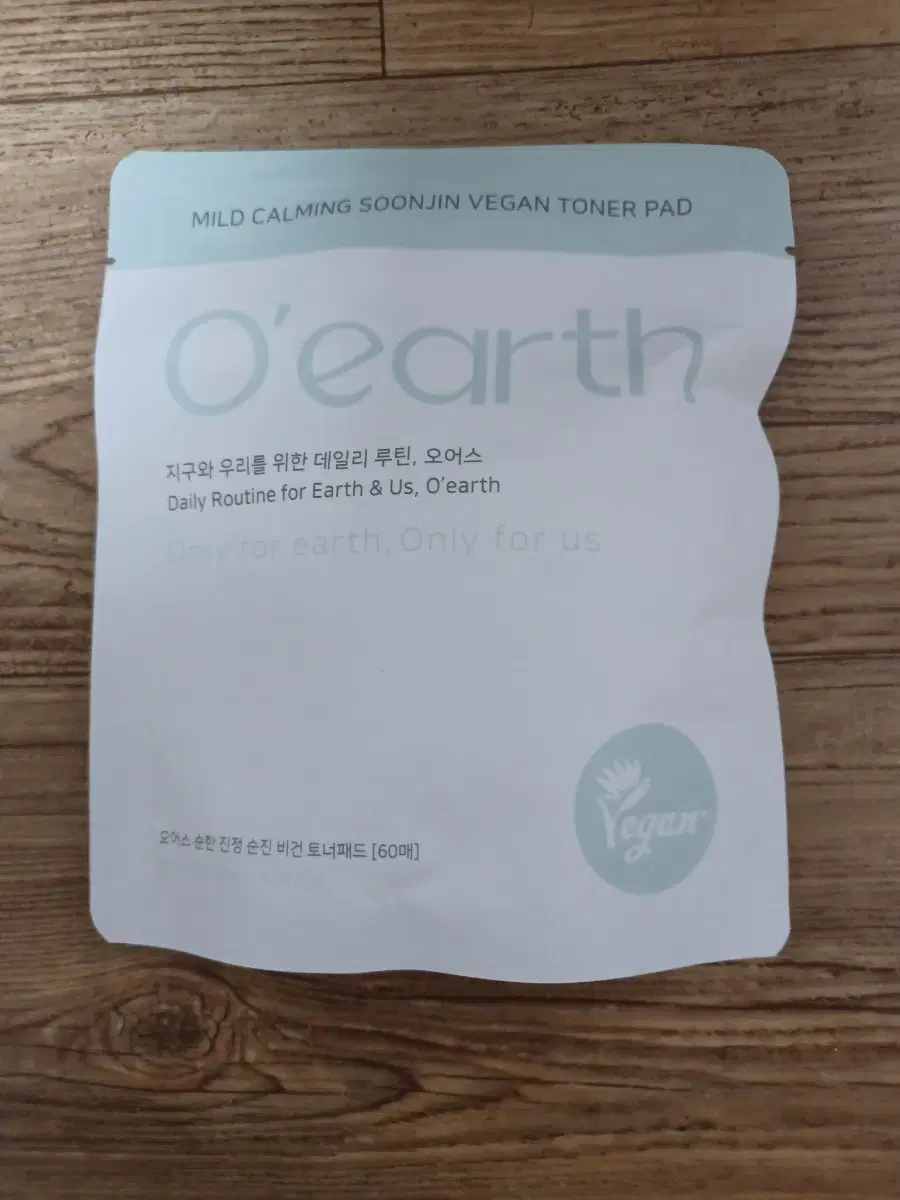 MILD CALMING SOONJIN VEGAN TONER PAD
O'earth
지구와 우리를 위한 데일리 루틴, 오어스
Daily Routine for Earth & Us, O'earth
Only for earth, Only for us
Vegan
오어스 순한 진정 순진 비건 토너패드 [60매]